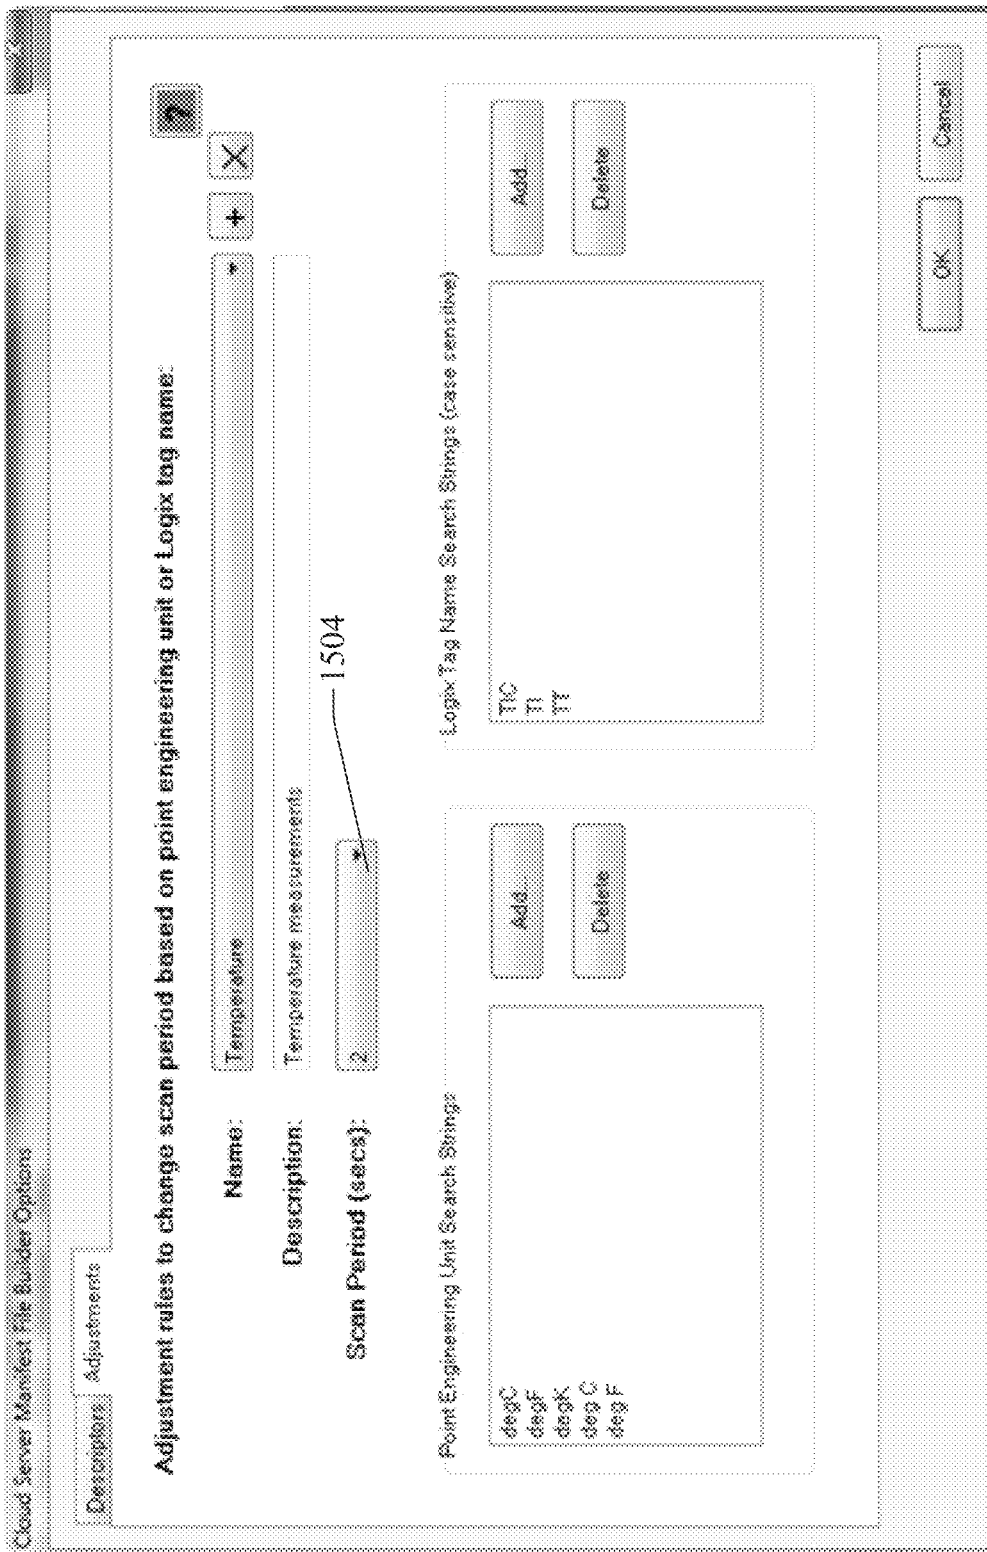 Cloud Server Manifest File Builder Options
Descriptors Adjustments
Adjustment rules to change scan period based on point engineering unit or Logix tag name:
?
Name: Temperature
+ X
Description: Temperature measurements
Scan Period (secs): 2
1504
Point Engineering Unit Search Strings
degC
degF
degK
deg C
deg F
Add...
Delete
Logix Tag Name Search Strings (case sensitive)
TIC
TI
TT
Add...
Delete
OK Cancel